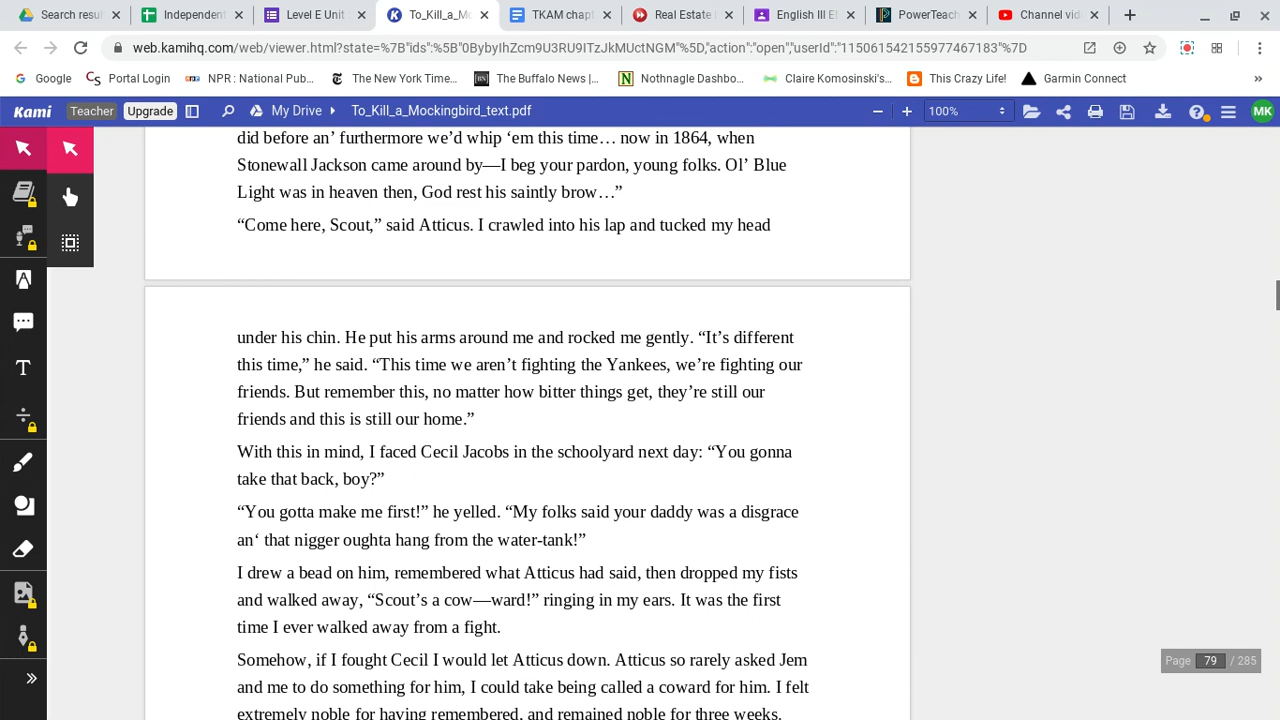 Search resul
Independent
Level E Unit
To_Kill_a_Mo
TKAM chapt
Real Estate
English III El
PowerTeach
Channel vide
web.kamihq.com/web/viewer.html?state=%7B"ids":%5B"0BybyIhZcm9U3RU9ITzJkMUctNGM"%5D,"action":"open","userId":"115061542155977467183"%7D
Google
Portal Login
NPR : National Pub...
The New York Time...
The Buffalo News |...
Nothnagle Dashbo...
Claire Komosinski's...
This Crazy Life!
Garmin Connect
Kami
Teacher
Upgrade
My Drive
To_Kill_a_Mockingbird_text.pdf
100%
MK
did before an’ furthermore we’d whip ‘em this time… now in 1864, when
Stonewall Jackson came around by—I beg your pardon, young folks. Ol’ Blue
Light was in heaven then, God rest his saintly brow…”
“Come here, Scout,” said Atticus. I crawled into his lap and tucked my head
under his chin. He put his arms around me and rocked me gently. “It’s different
this time,” he said. “This time we aren’t fighting the Yankees, we’re fighting our
friends. But remember this, no matter how bitter things get, they’re still our
friends and this is still our home.”
With this in mind, I faced Cecil Jacobs in the schoolyard next day: “You gonna
take that back, boy?”
“You gotta make me first!” he yelled. “My folks said your daddy was a disgrace
an‘ that nigger oughta hang from the water-tank!”
I drew a bead on him, remembered what Atticus had said, then dropped my fists
and walked away, “Scout’s a cow—ward!” ringing in my ears. It was the first
time I ever walked away from a fight.
Somehow, if I fought Cecil I would let Atticus down. Atticus so rarely asked Jem
and me to do something for him, I could take being called a coward for him. I felt
extremely noble for having remembered, and remained noble for three weeks.
Page 79 / 285